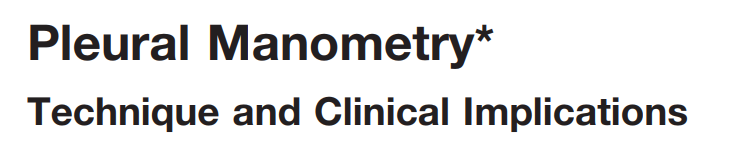 Pleural Manometry*
Technique and Clinical Implications